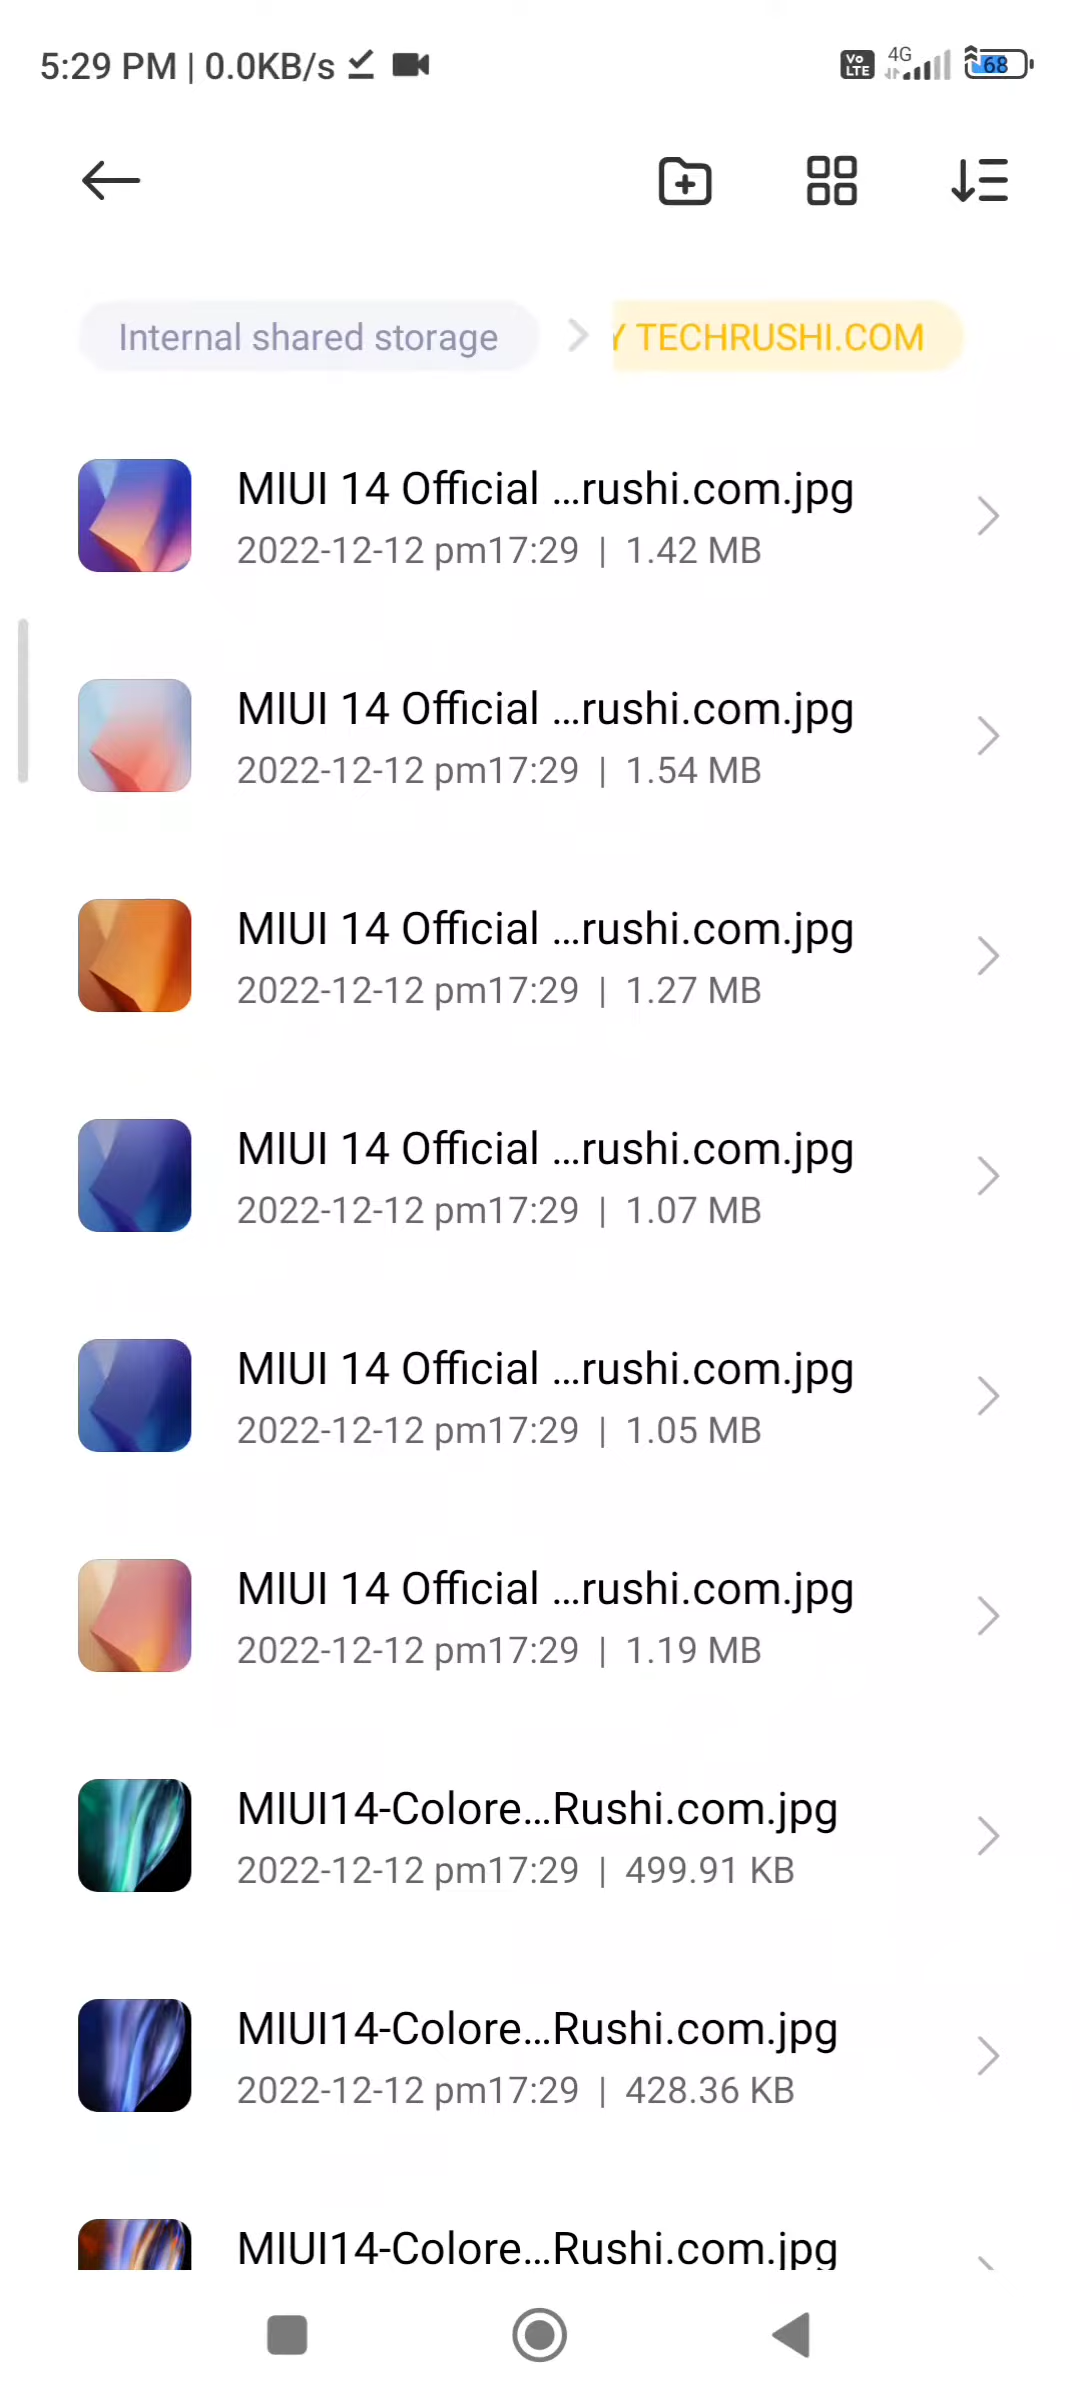 5:29 PM | 0.0KB/s
Vo LTE 4G 68
Internal shared storage
Y TECHRUSHI.COM
MIUI 14 Official ...rushi.com.jpg
2022-12-12 pm17:29 | 1.42 MB
MIUI 14 Official ...rushi.com.jpg
2022-12-12 pm17:29 | 1.54 MB
MIUI 14 Official ...rushi.com.jpg
2022-12-12 pm17:29 | 1.27 MB
MIUI 14 Official ...rushi.com.jpg
2022-12-12 pm17:29 | 1.07 MB
MIUI 14 Official ...rushi.com.jpg
2022-12-12 pm17:29 | 1.05 MB
MIUI 14 Official ...rushi.com.jpg
2022-12-12 pm17:29 | 1.19 MB
MIUI14-Colore...Rushi.com.jpg
2022-12-12 pm17:29 | 499.91 KB
MIUI14-Colore...Rushi.com.jpg
2022-12-12 pm17:29 | 428.36 KB
MIUI14-Colore...Rushi.com.jpg